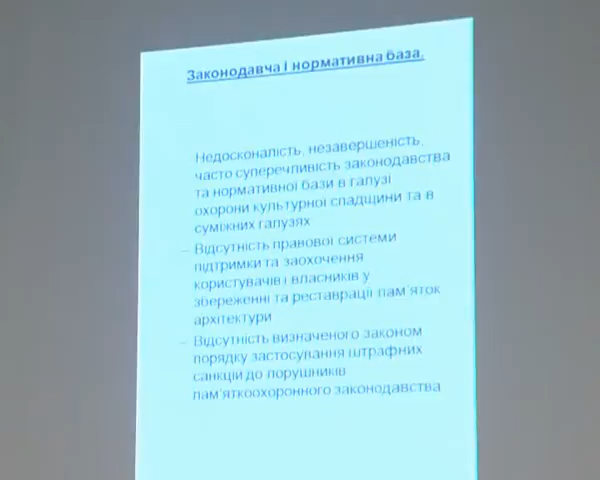 Законодавча і нормативна база.
Недосконалість, незавершеність,
часто суперечливість законодавства
та нормативної бази в галузі
охорони культурної спадщини та в
суміжних галузях
– Відсутність правової системи
підтримки та заохочення
користувачів і власників у
збереженні та реставрації пам'яток
архітектури
– Відсутність визначеного законом
порядку застосування штрафних
санкцій до порушників
пам'яткоохоронного законодавства